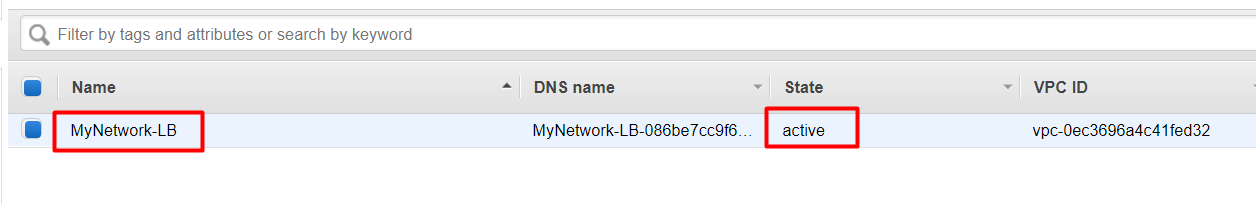 Filter by tags and attributes or search by keyword
Name DNS name State VPC ID
MyNetwork-LB MyNetwork-LB-086be7cc9f6... active vpc-0ec3696a4c41fed32